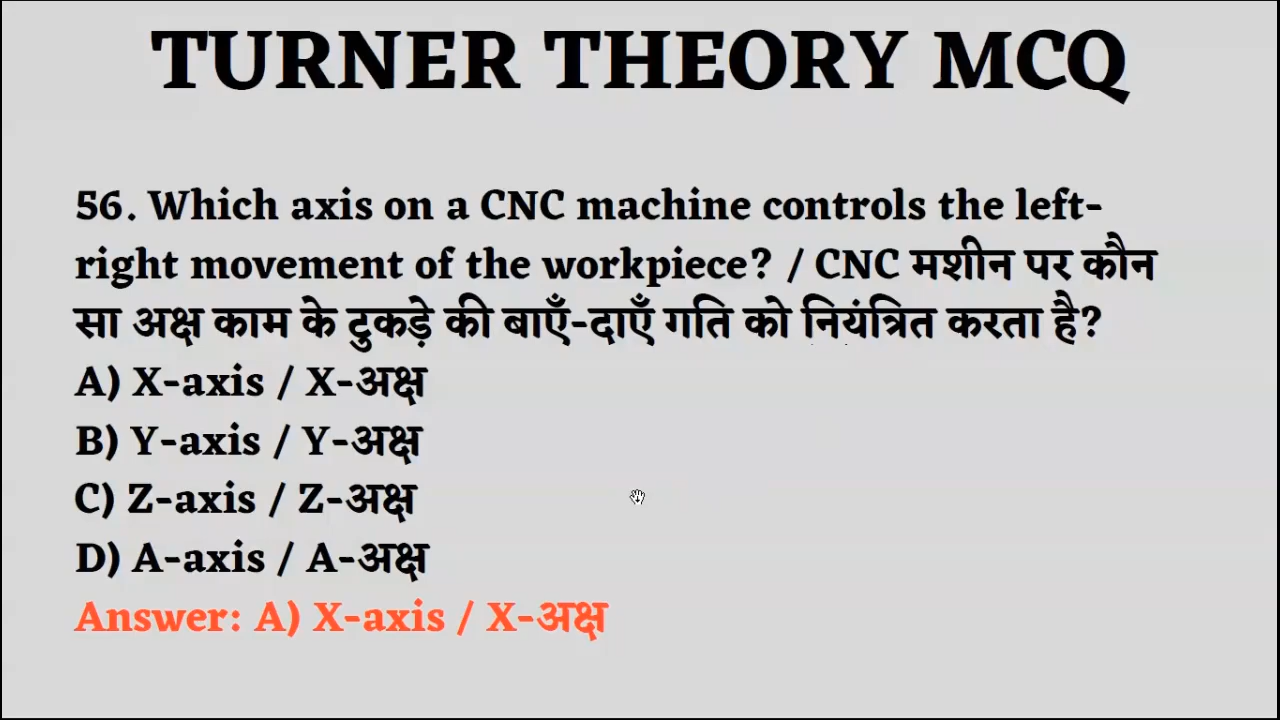 TURNER THEORY MCQ
56. Which axis on a CNC machine controls the left-
right movement of the workpiece? / CNC मशीन पर कौन
सा अक्ष काम के टुकड़े की बाएँ-दाएँ गति को नियंत्रित करता है?
A) X-axis / X-अक्ष
B) Y-axis / Y-अक्ष
C) Z-axis / Z-अक्ष
D) A-axis / A-अक्ष
Answer: A) X-axis / X-अक्ष